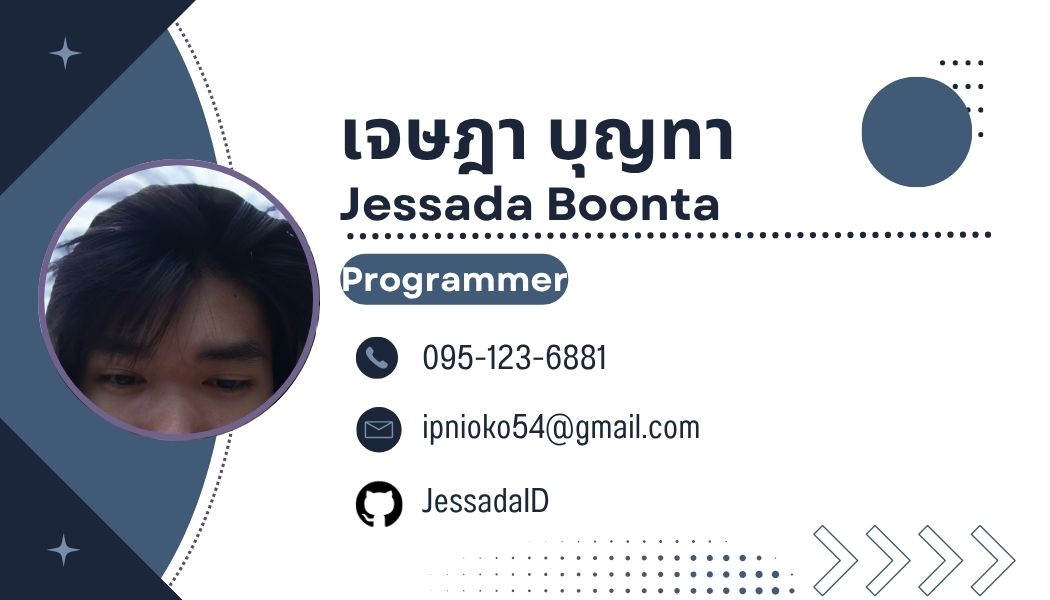 เจษฎา บุญทา
Jessada Boonta
Programmer
095-123-6881
ipnioko54@gmail.com
JessadaID